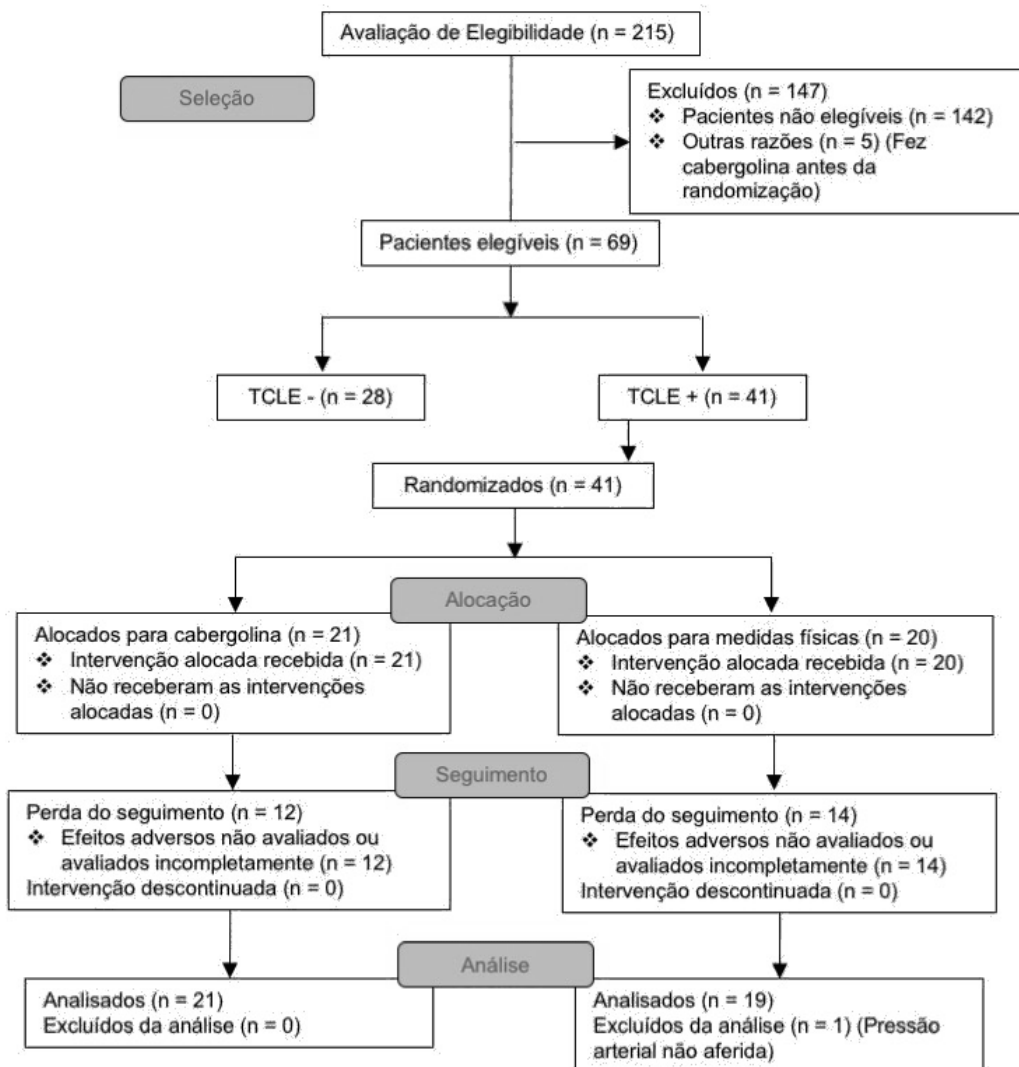 Avaliação de Elegibilidade (n = 215)
Seleção
Excluídos (n = 147)
❖ Pacientes não elegíveis (n = 142)
❖ Outras razões (n = 5) (Fez
cabergolina antes da
randomização)
Pacientes elegíveis (n = 69)
TCLE - (n = 28)
TCLE + (n = 41)
Randomizados (n = 41)
Alocação
Alocados para cabergolina (n = 21)
❖ Intervenção alocada recebida (n = 21)
❖ Não receberam as intervenções
alocadas (n = 0)
Alocados para medidas físicas (n = 20)
❖ Intervenção alocada recebida (n = 20)
❖ Não receberam as intervenções
alocadas (n = 0)
Seguimento
Perda do seguimento (n = 12)
❖ Efeitos adversos não avaliados ou
avaliados incompletamente (n = 12)
Intervenção descontinuada (n = 0)
Perda do seguimento (n = 14)
❖ Efeitos adversos não avaliados ou
avaliados incompletamente (n = 14)
Intervenção descontinuada (n = 0)
Análise
Analisados (n = 21)
Excluídos da análise (n = 0)
Analisados (n = 19)
Excluídos da análise (n = 1) (Pressão
arterial não aferida)